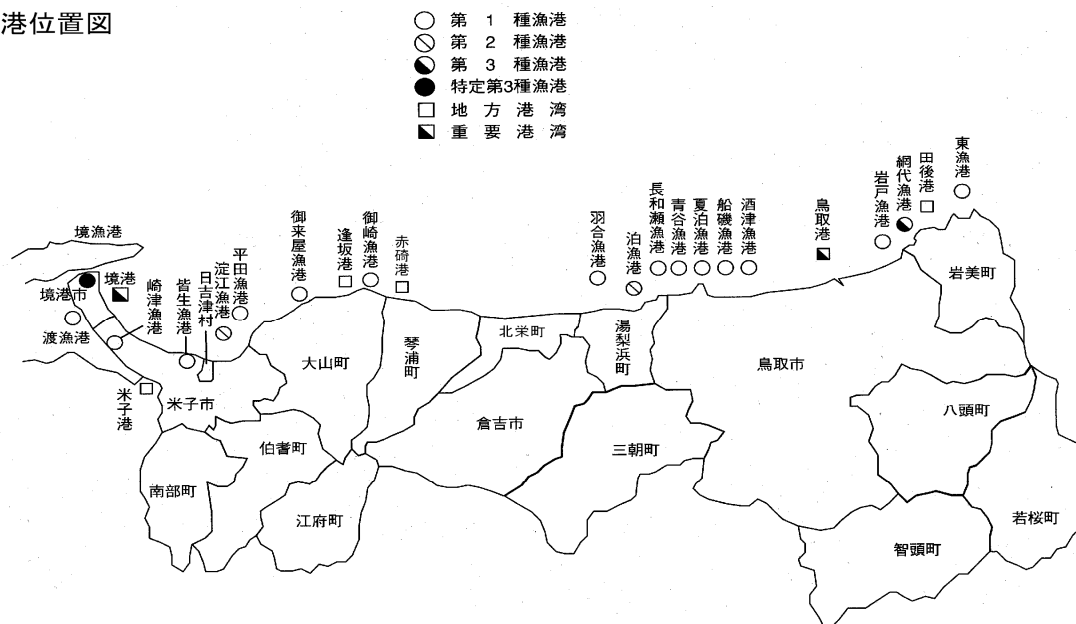 港位置図
第1種漁港
第2種漁港
第3種漁港
特定第3種漁港
地方港湾
重要港湾
東漁港
田後港
網代漁港
岩戸漁港
鳥取港
酒津漁港
船磯漁港
夏泊漁港
青谷漁港
長和瀬漁港
泊漁港
羽合漁港
赤碕港
御崎漁港
逢坂港
御来屋漁港
平田漁港
淀江漁港
日吉津村
皆生漁港
崎津漁港
境港
境漁港
境港市
渡漁港
米子港
米子市
大山町
琴浦町
北栄町
湯梨浜町
鳥取市
岩美町
八頭町
倉吉市
三朝町
伯耆町
南部町
江府町
若桜町
智頭町